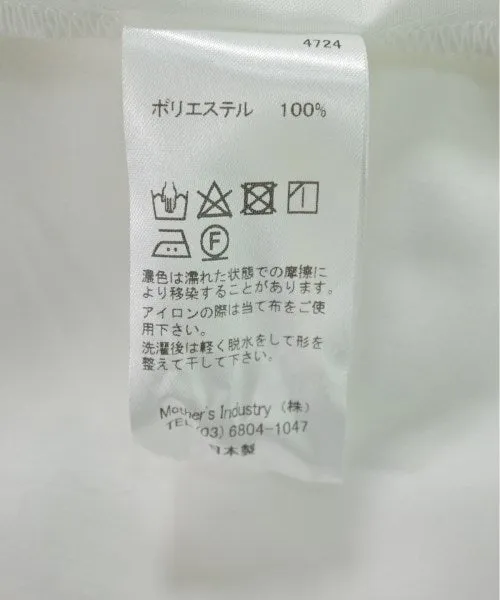 4724
ポリエステル 100%
F
濃色は濡れた状態での摩擦に
より移染することがあります。
アイロンの際は当て布をご使
用下さい。
洗濯後は軽く脱水をして形を
整えて干して下さい。
Mother's Industry (株)
TEL (03) 6804-1047
日本製